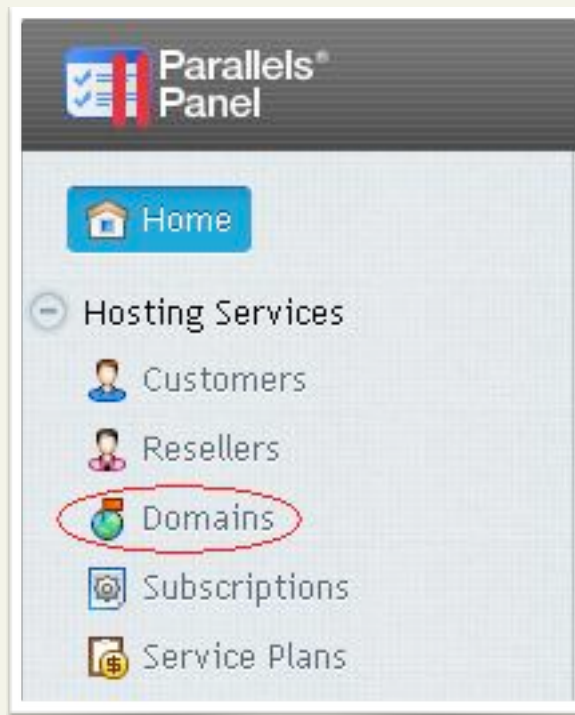 Parallels®
Panel
Home
Hosting Services
Customers
Resellers
Domains
Subscriptions
Service Plans